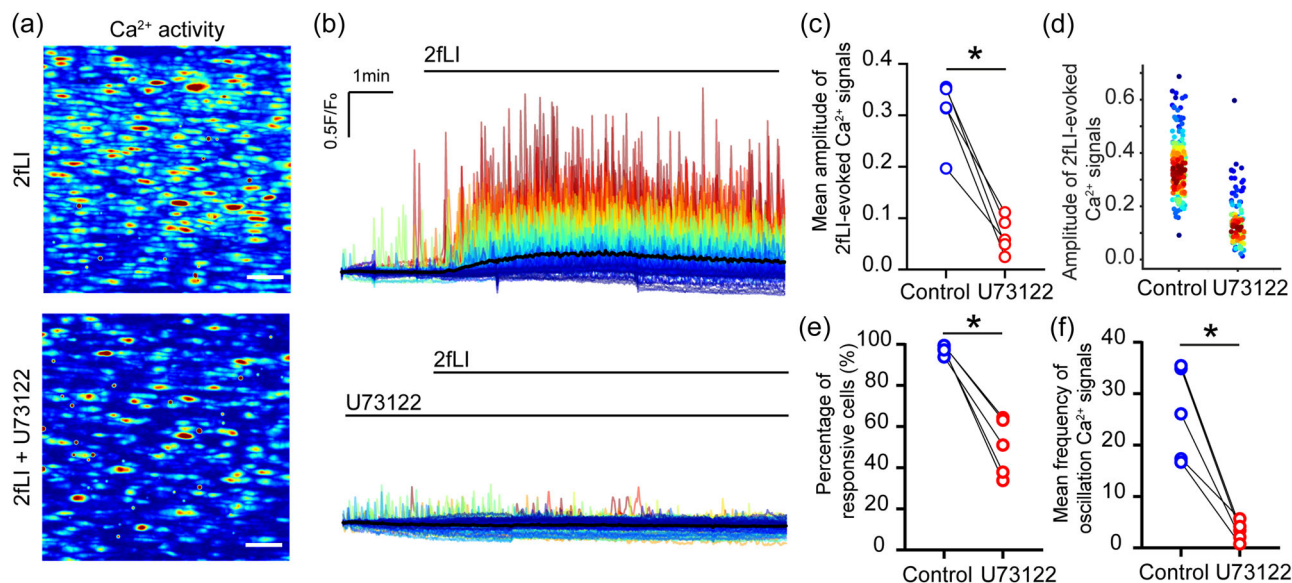 (a)
Ca²⁺ activity
2fLI
2fLI + U73122
(b)
2fLI
1min
0.5F/F₀
2fLI
U73122
(c)
Mean amplitude of
2fLI-evoked Ca²⁺ signals
0.4
0.3
0.2
0.1
0.0
*
Control U73122
(d)
Amplitude of 2fLI-evoked
Ca²⁺ signals
0.6
0.4
0.2
0.0
Control U73122
(e)
Percentage of
responsive cells (%)
100
80
60
40
20
0
*
Control U73122
(f)
Mean frequency of
oscillation Ca²⁺ signals
40
30
20
10
0
*
Control U73122